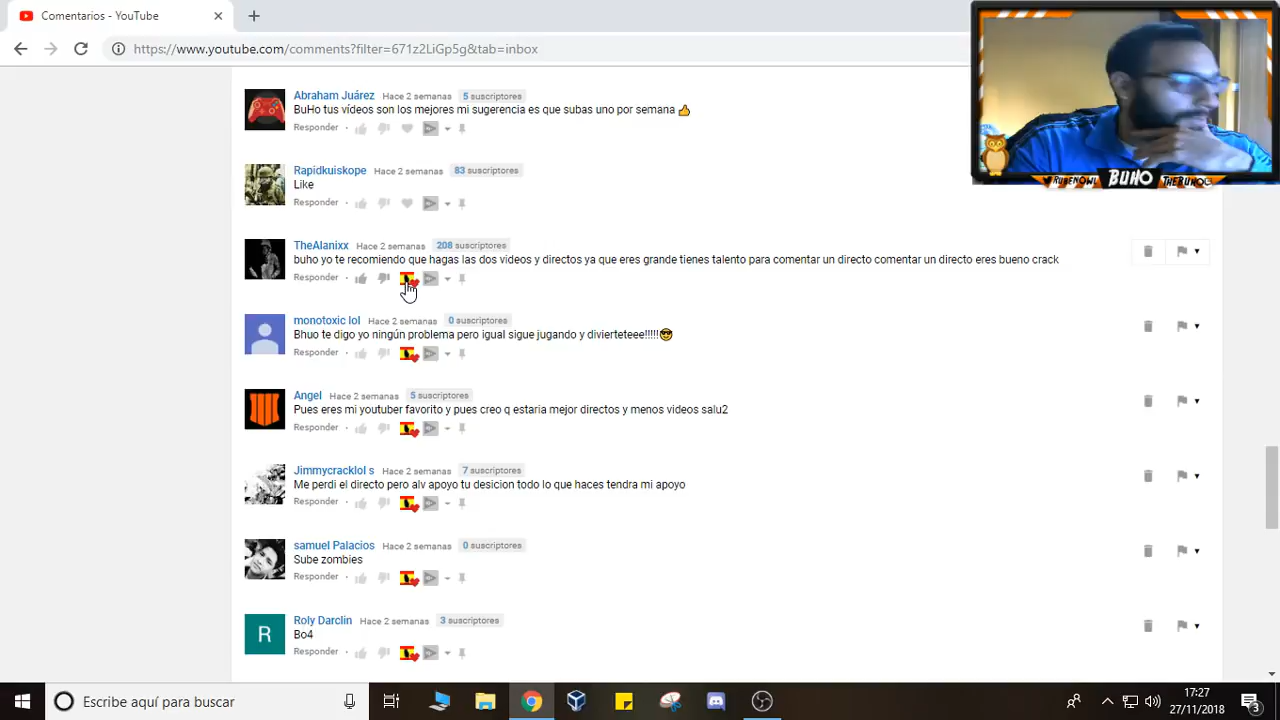 Comentarios - YouTube
https://www.youtube.com/comments?filter=671z2LiGp5g&tab=inbox
Abraham Juárez Hace 2 semanas 5 suscriptores
BuHo tus vídeos son los mejores mi sugerencia es que subas uno por semana 👍
Responder
Rapidkuiskope Hace 2 semanas 83 suscriptores
Like
Responder
TheAlanixx Hace 2 semanas 208 suscriptores
buho yo te recomiendo que hagas las dos videos y directos ya que eres grande tienes talento para comentar un directo comentar un directo eres bueno crack
Responder
monotoxic lol Hace 2 semanas 0 suscriptores
Bhuo te digo yo ningún problema pero igual sigue jugando y divierteteee!!!!!😎
Responder
Angel Hace 2 semanas 5 suscriptores
Pues eres mi youtuber favorito y pues creo q estaría mejor directos y menos videos salu2
Responder
Jimmycracklol s Hace 2 semanas 7 suscriptores
Me perdi el directo pero alv apoyo tu desicion todo lo que haces tendra mi apoyo
Responder
samuel Palacios Hace 2 semanas 0 suscriptores
Sube zombies
Responder
Roly Darclin Hace 2 semanas 3 suscriptores
Bo4
Responder
R
RUBENOWL BUHO
Escribe aquí para buscar
17:27
27/11/2018
3